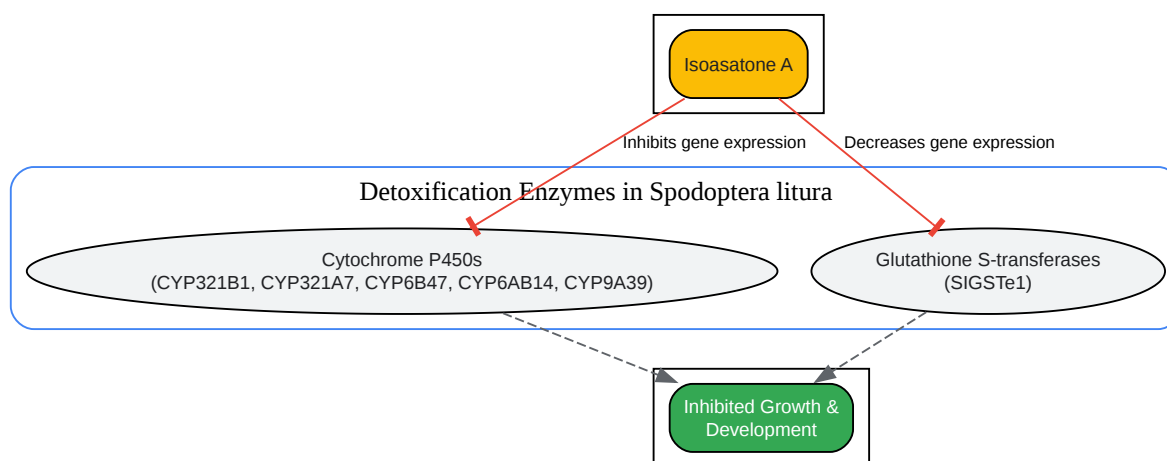 Isoasatone A
Inhibits gene expression
Decreases gene expression
Detoxification Enzymes in Spodoptera litura
Cytochrome P450s
(CYP321B1, CYP321A7, CYP6B47, CYP6AB14, CYP9A39)
Glutathione S-transferases
(SIGSTe1)
Inhibited Growth &
Development